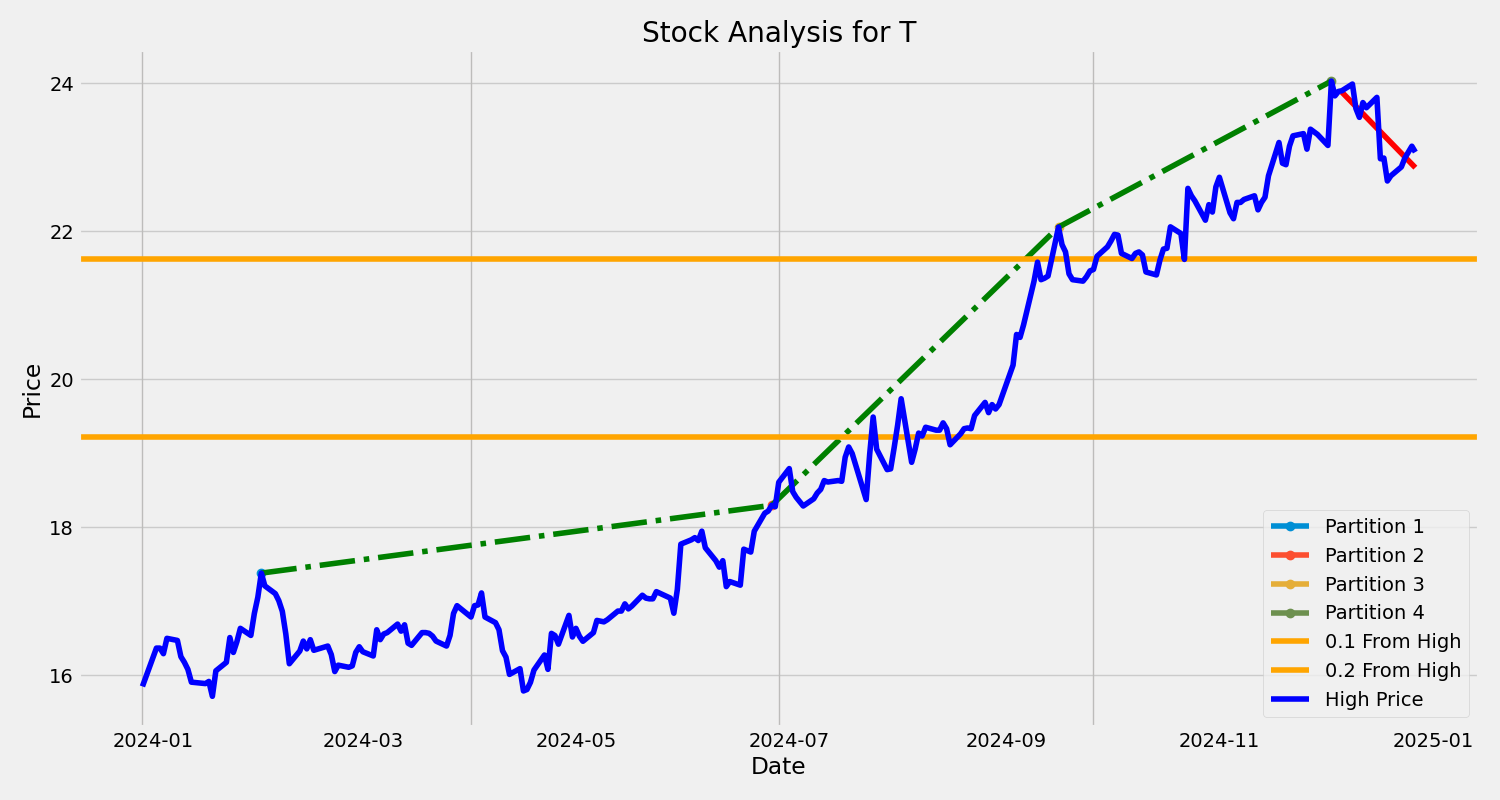 Stock Analysis for T
24
22
20
18
16
Price
2024-01
2024-03
2024-05
2024-07
2024-09
2024-11
2025-01
Date
Partition 1
Partition 2
Partition 3
Partition 4
0.1 From High
0.2 From High
High Price